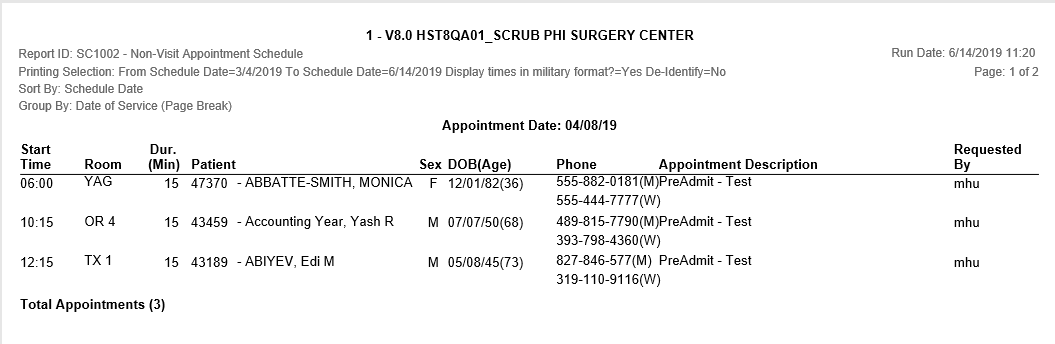 1 - V8.0 HST8QA01_SCRUB PHI SURGERY CENTER
Report ID: SC1002 - Non-Visit Appointment Schedule Run Date: 6/14/2019 11:20
Printing Selection: From Schedule Date=3/4/2019 To Schedule Date=6/14/2019 Display times in military format?=Yes De-Identify=No Page: 1 of 2
Sort By: Schedule Date
Group By: Date of Service (Page Break)
Appointment Date: 04/08/19
Start Dur. Requested
Time Room (Min) Patient Sex DOB(Age) Phone Appointment Description By
06:00 YAG 15 47370 - ABBATTE-SMITH, MONICA F 12/01/82(36) 555-882-0181(M)PreAdmit - Test mhu
555-444-7777(W)
10:15 OR 4 15 43459 - Accounting Year, Yash R M 07/07/50(68) 489-815-7790(M)PreAdmit - Test mhu
393-798-4360(W)
12:15 TX 1 15 43189 - ABIYEV, Edi M M 05/08/45(73) 827-846-577(M) PreAdmit - Test mhu
319-110-9116(W)
Total Appointments (3)